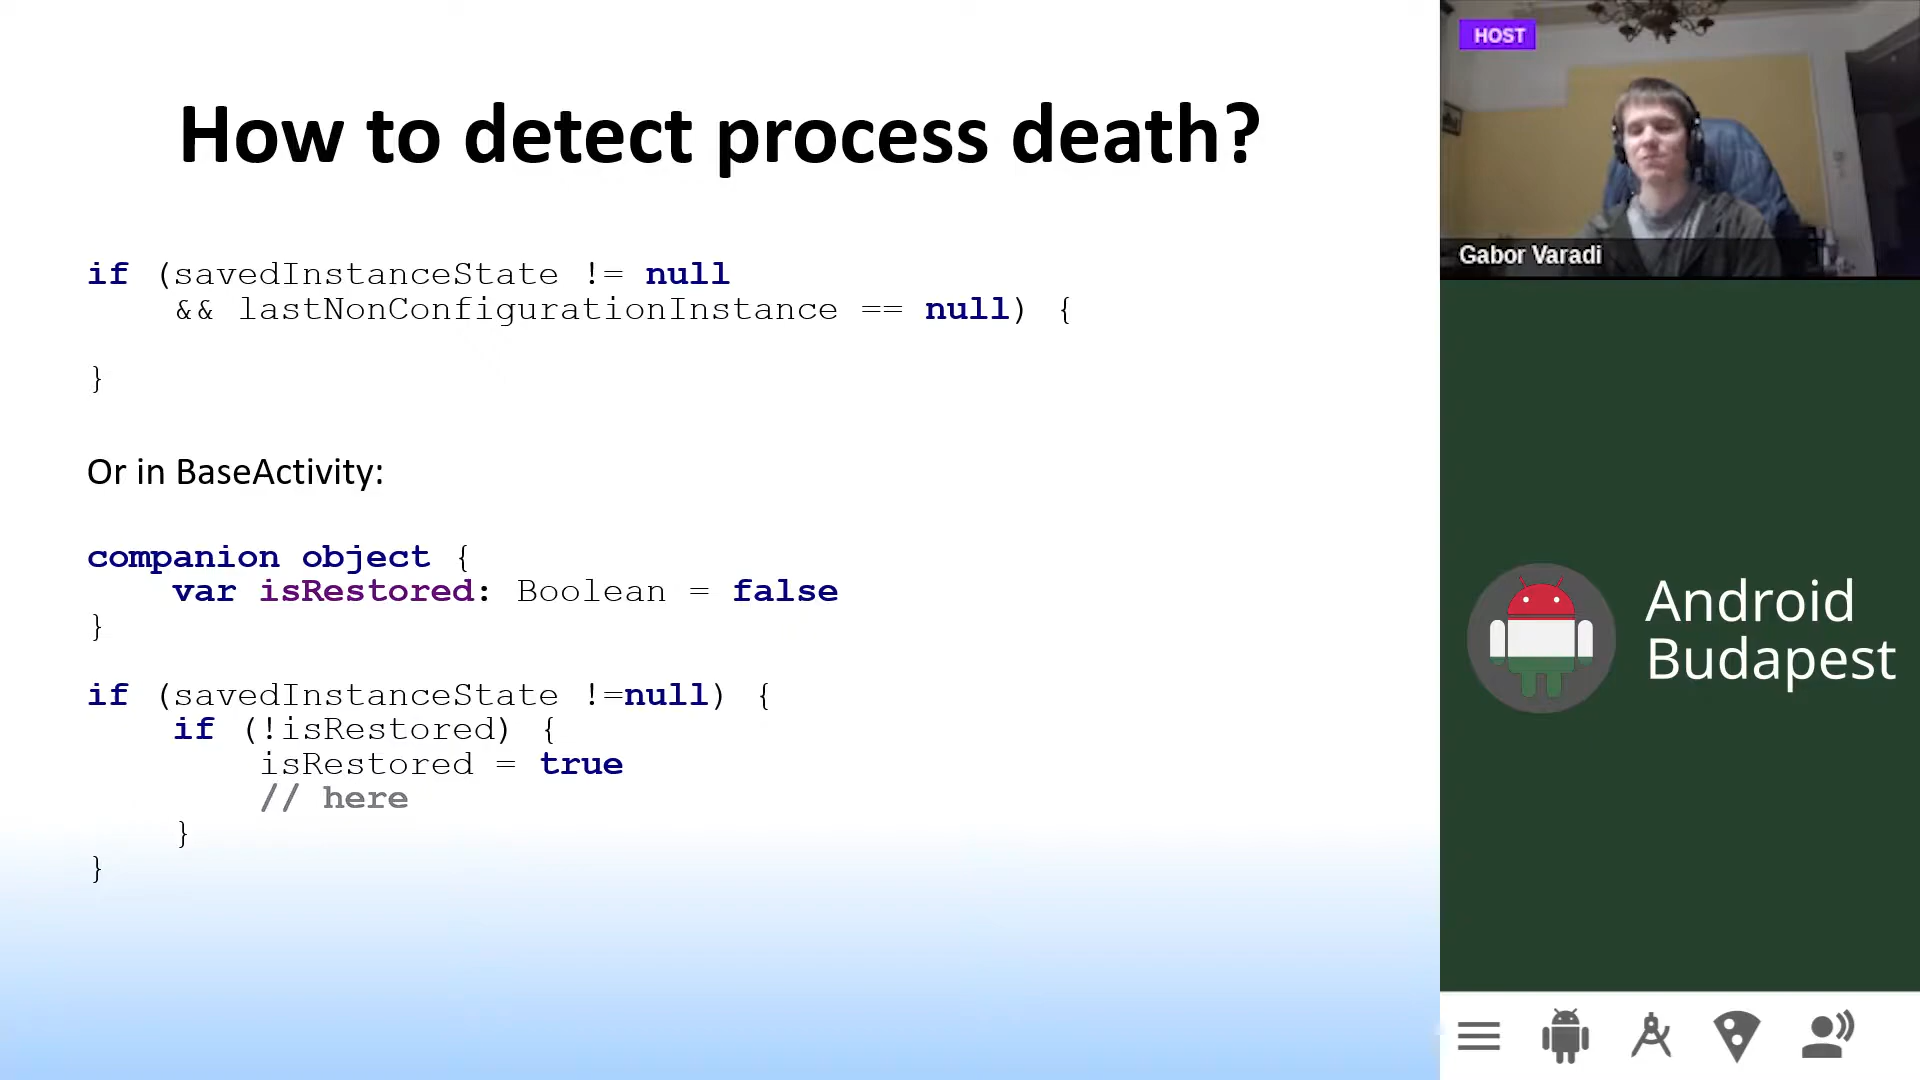 How to detect process death?
if (savedInstanceState != null
    && lastNonConfigurationInstance == null) {
}
Or in BaseActivity:
companion object {
    var isRestored: Boolean = false
}
if (savedInstanceState !=null) {
    if (!isRestored) {
        isRestored = true
        // here
    }
}
HOST
Gabor Varadi
Android
Budapest